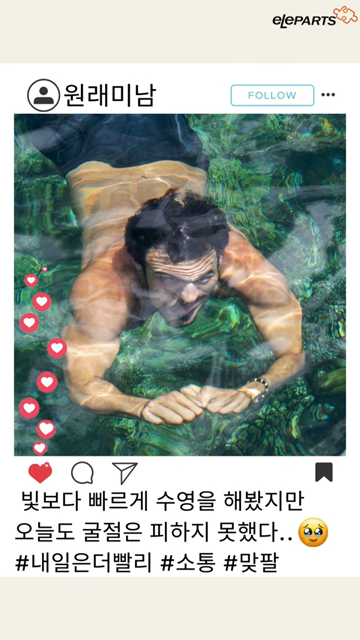 eleparts
원래미남
FOLLOW
빛보다 빠르게 수영을 해봤지만
오늘도 굴절은 피하지 못했다..🥹
#내일은더빨리 #소통 #맞팔